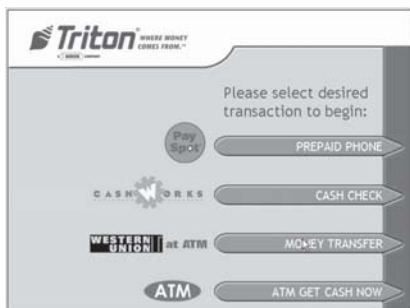 Triton WHERE MONEY
COMES FROM.™
Please select desired
transaction to begin:
Pay
Spot
PREPAID PHONE
CASH WORKS
CASH CHECK
WESTERN
UNION at ATM
MONEY TRANSFER
ATM
ATM GET CASH NOW